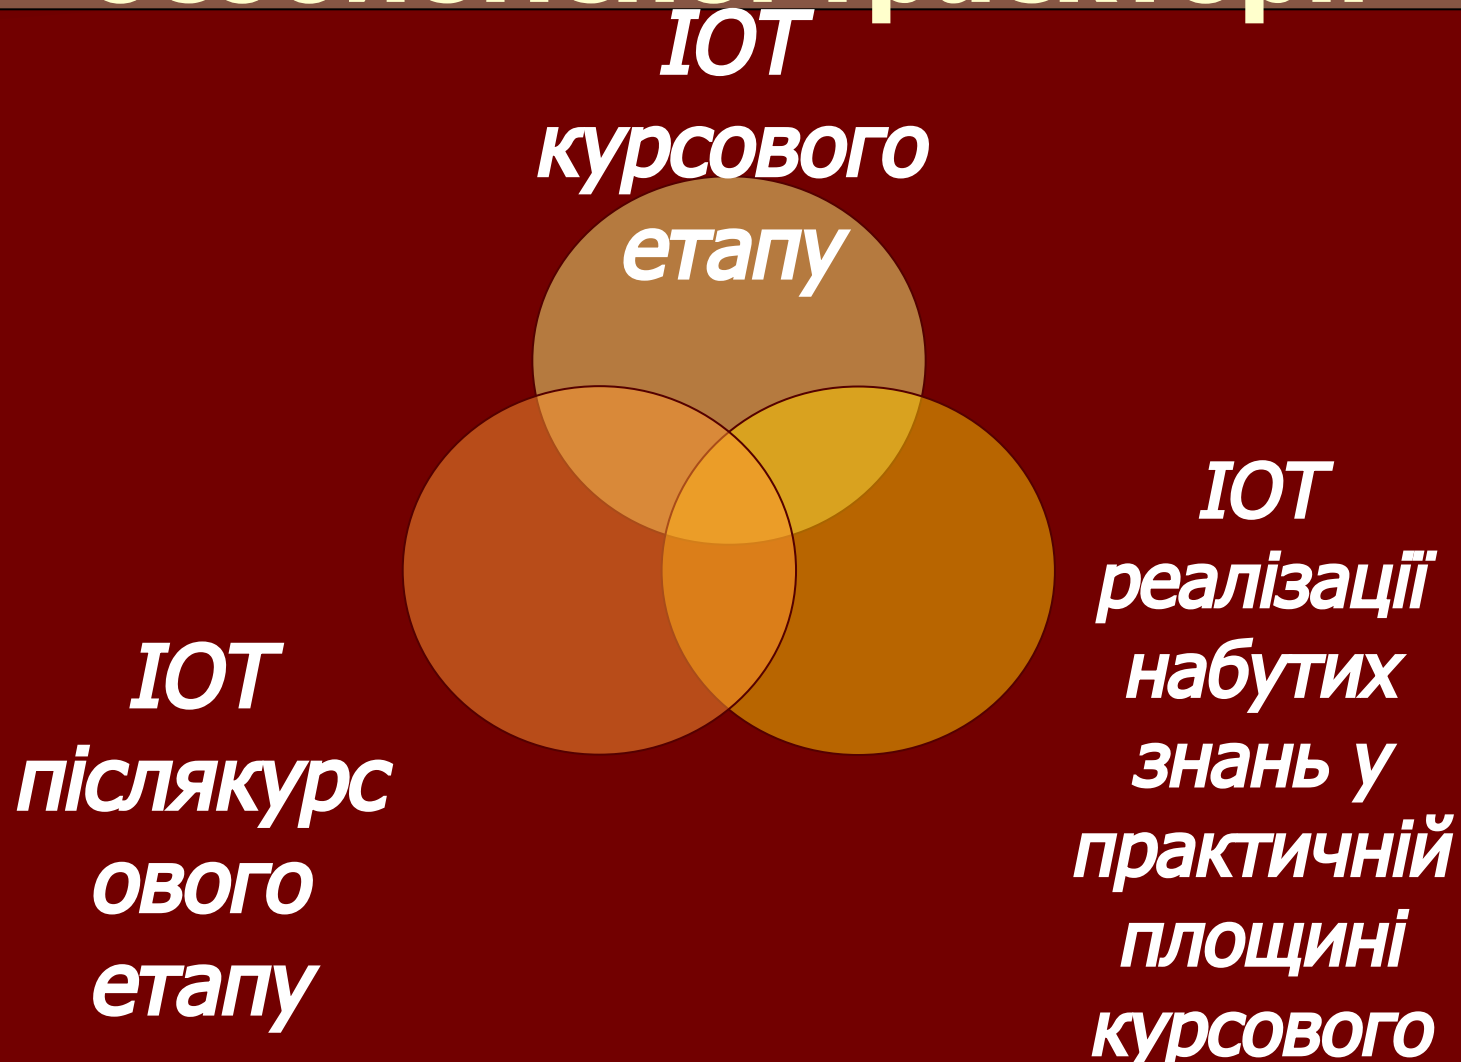 ІОТ
курсового
етапу
ІОТ
реалізації
набутих
знань у
практичній
площині
курсового
ІОТ
післякурс
ового
етапу